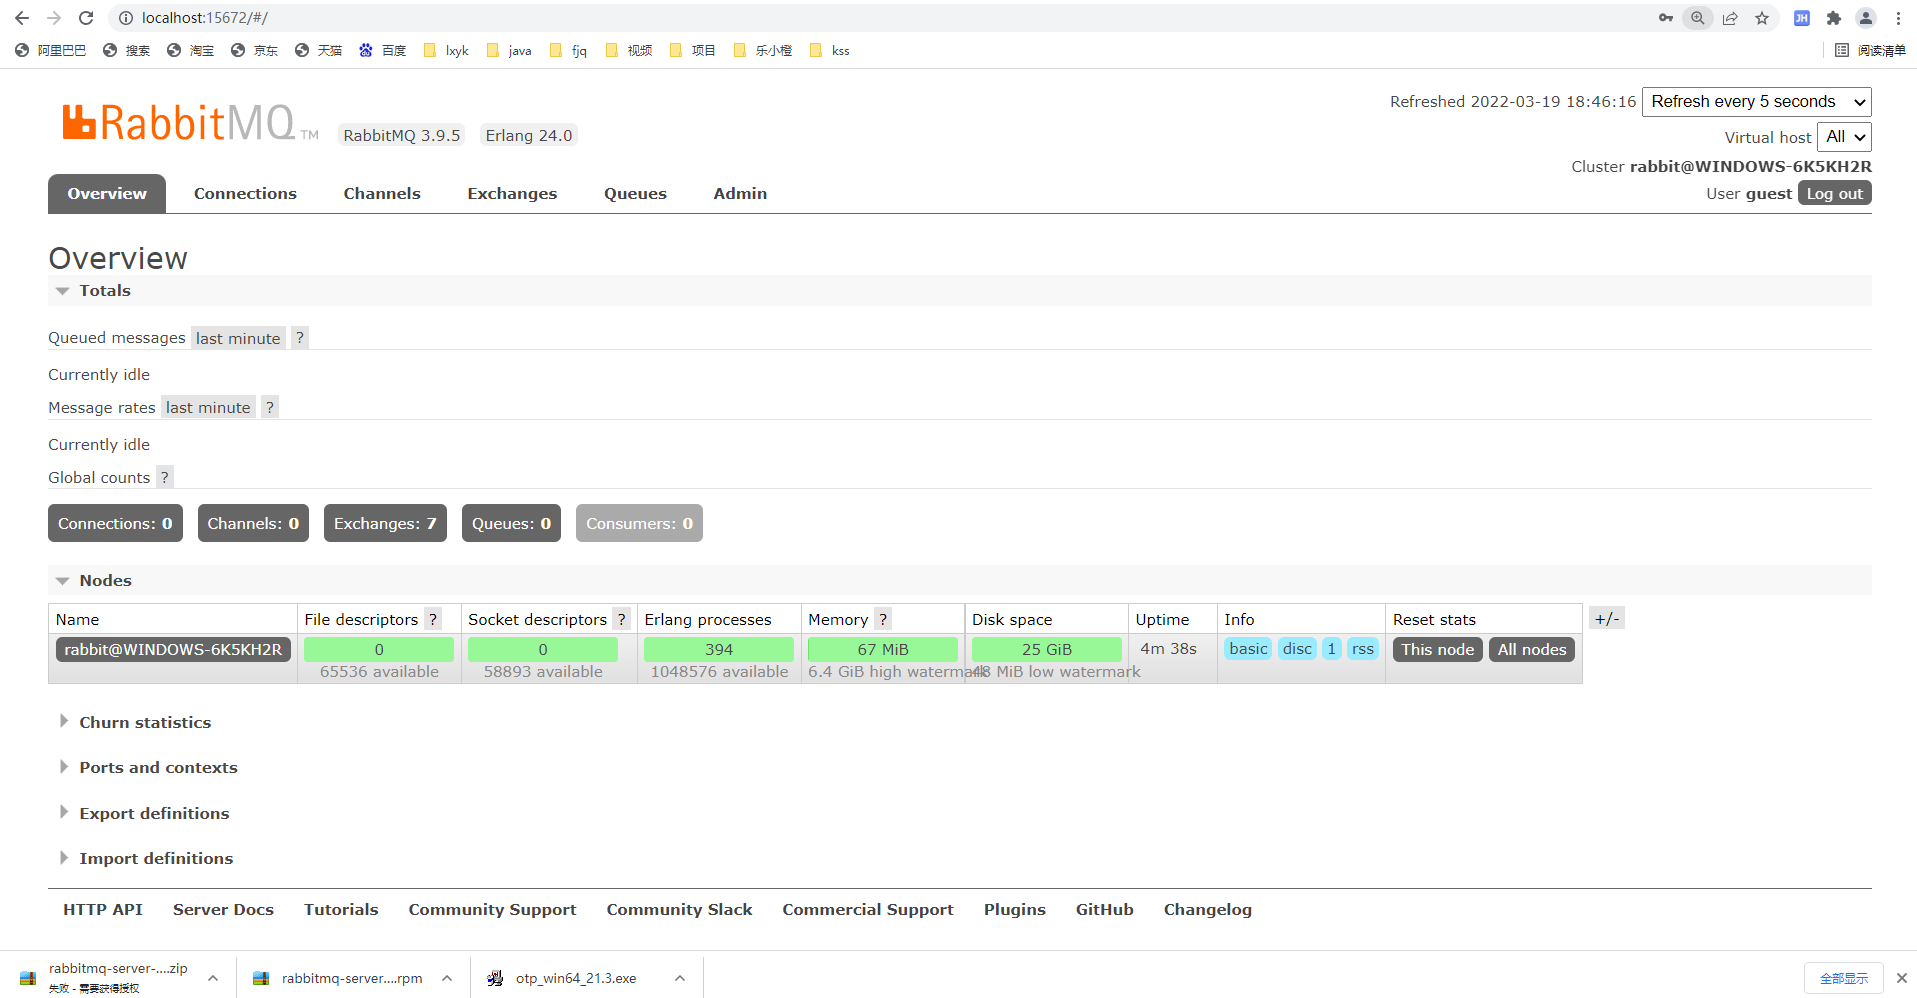 localhost:15672/#/
阿里巴巴 搜索 淘宝 京东 天猫 百度 lxyk java fjq 视频 项目 乐小橙 kss 阅读清单
RabbitMQ TM RabbitMQ 3.9.5 Erlang 24.0
Refreshed 2022-03-19 18:46:16 Refresh every 5 seconds
Virtual host All
Cluster rabbit@WINDOWS-6K5KH2R
User guest Log out
Overview Connections Channels Exchanges Queues Admin
Overview
Totals
Queued messages last minute ?
Currently idle
Message rates last minute ?
Currently idle
Global counts ?
Connections: 0 Channels: 0 Exchanges: 7 Queues: 0 Consumers: 0
Nodes
Name File descriptors ? Socket descriptors ? Erlang processes Memory ? Disk space Uptime Info Reset stats +/-
rabbit@WINDOWS-6K5KH2R 0 0 394 67 MiB 25 GiB 4m 38s basic disc 1 rss This node All nodes
65536 available 58893 available 1048576 available 6.4 GiB high watermark 48 MiB low watermark
Churn statistics
Ports and contexts
Export definitions
Import definitions
HTTP API Server Docs Tutorials Community Support Community Slack Commercial Support Plugins GitHub Changelog
rabbitmq-server-....zip
失败 - 需要获得授权
rabbitmq-server....rpm
otp_win64_21.3.exe
全部显示
JH